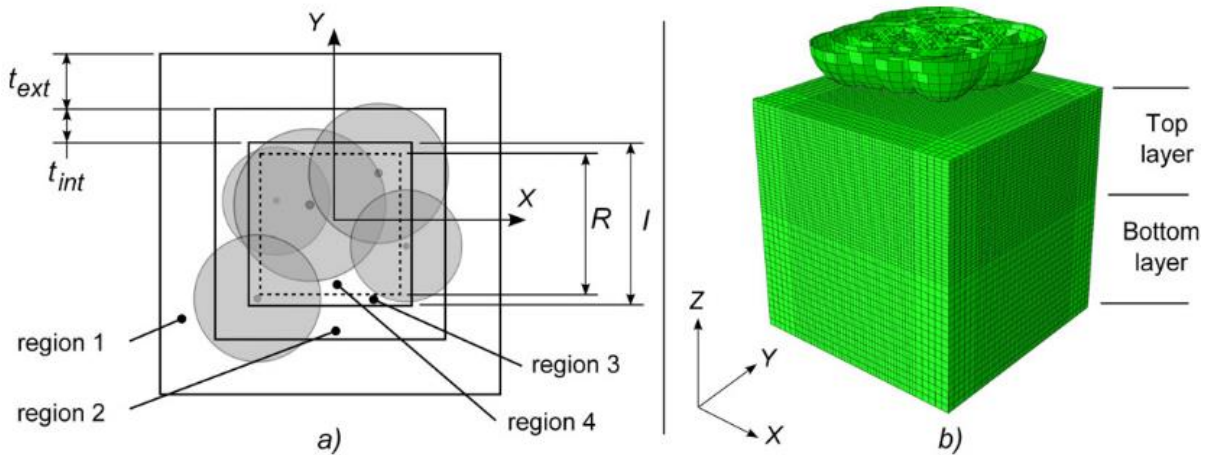 Y
t_ext
t_int
X
R
I
region 1
region 2
region 3
region 4
a)
Top
layer
Bottom
layer
Z
Y
X
b)